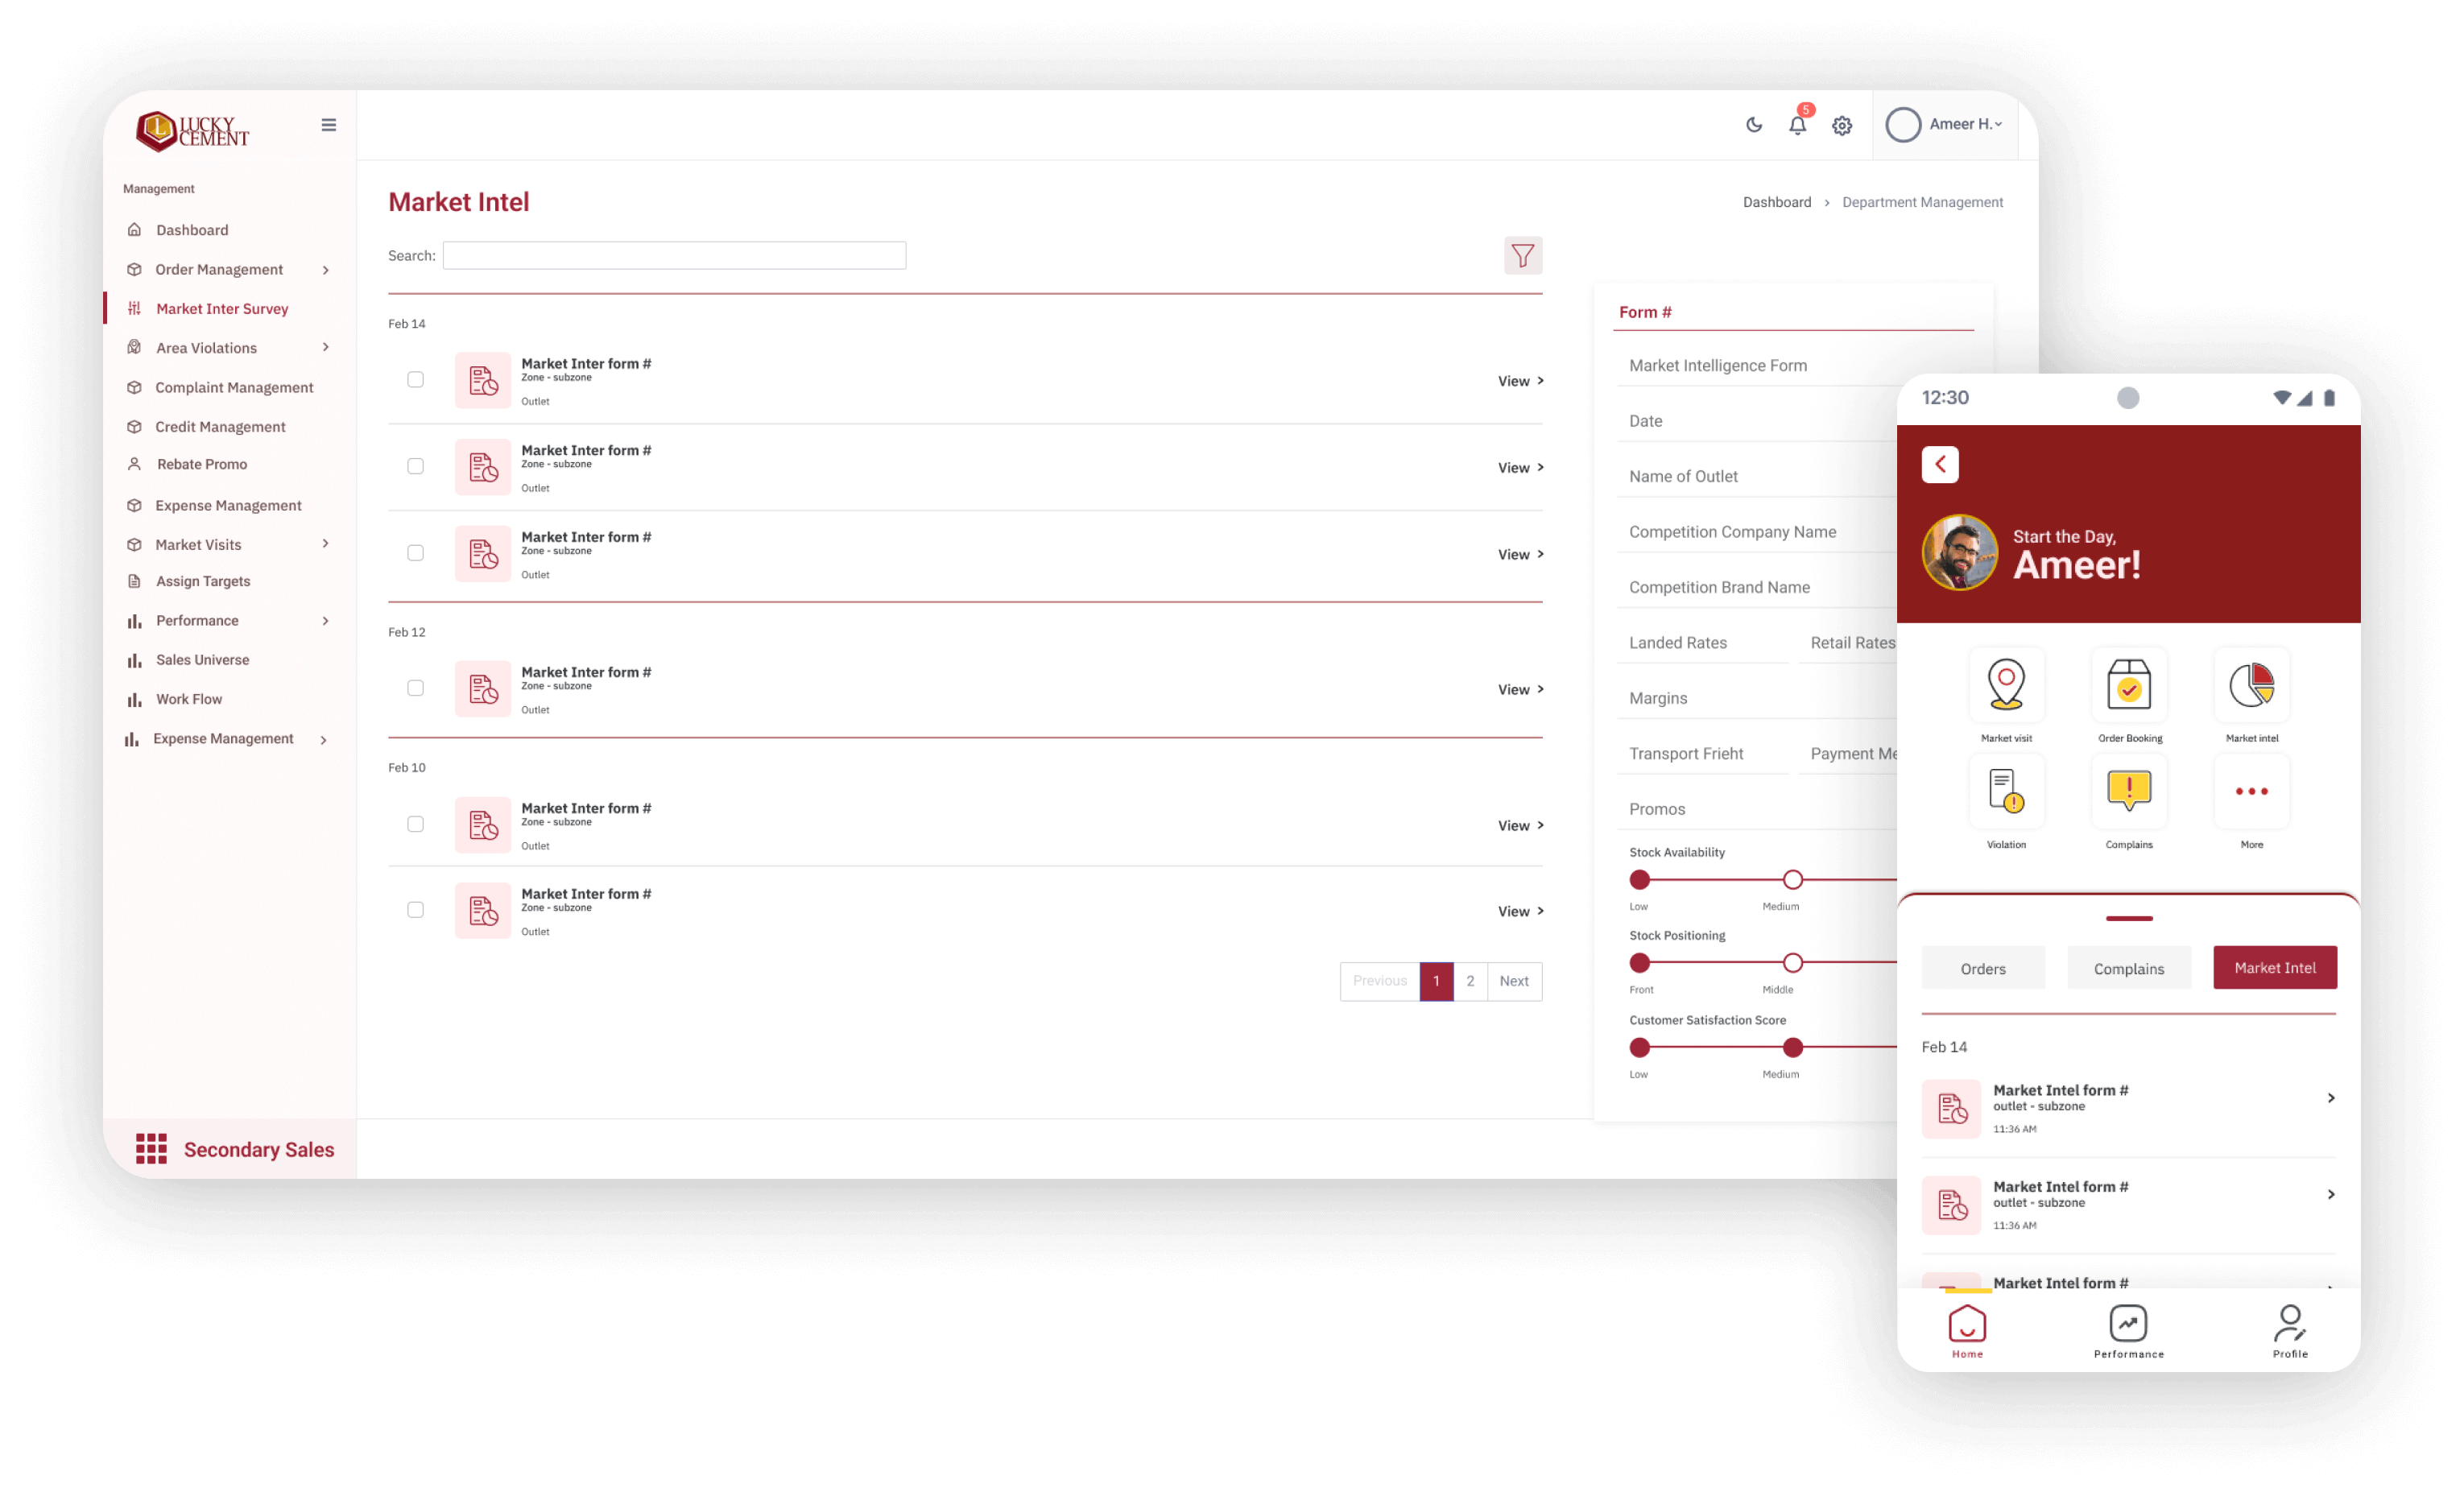 LUCKY
CEMENT
Management
Dashboard
Order Management
Market Inter Survey
Area Violations
Complaint Management
Credit Management
Rebate Promo
Expense Management
Market Visits
Assign Targets
Performance
Sales Universe
Work Flow
Expense Management
Secondary Sales
5
Ameer H.
Market Intel
Dashboard > Department Management
Search:
Feb 14
Market Inter form #
Zone - subzone
Outlet
View >
Market Inter form #
Zone - subzone
Outlet
View >
Market Inter form #
Zone - subzone
Outlet
View >
Feb 12
Market Inter form #
Zone - subzone
Outlet
View >
Feb 10
Market Inter form #
Zone - subzone
Outlet
View >
Market Inter form #
Zone - subzone
Outlet
View >
Previous 1 2 Next
Form #
Market Intelligence Form
Date
Name of Outlet
Competition Company Name
Competition Brand Name
Landed Rates Retail Rates
Margins
Transport Frieht Payment Me
Promos
Stock Availability
Low Medium
Stock Positioning
Front Middle
Customer Satisfaction Score
Low Medium
12:30
Start the Day,
Ameer!
Market visit Order Booking Market intel
Violation Complains More
Orders Complains Market Intel
Feb 14
Market Intel form #
outlet - subzone
11:36 AM
Market Intel form #
outlet - subzone
11:36 AM
Market Intel form #
Home Performance Profile